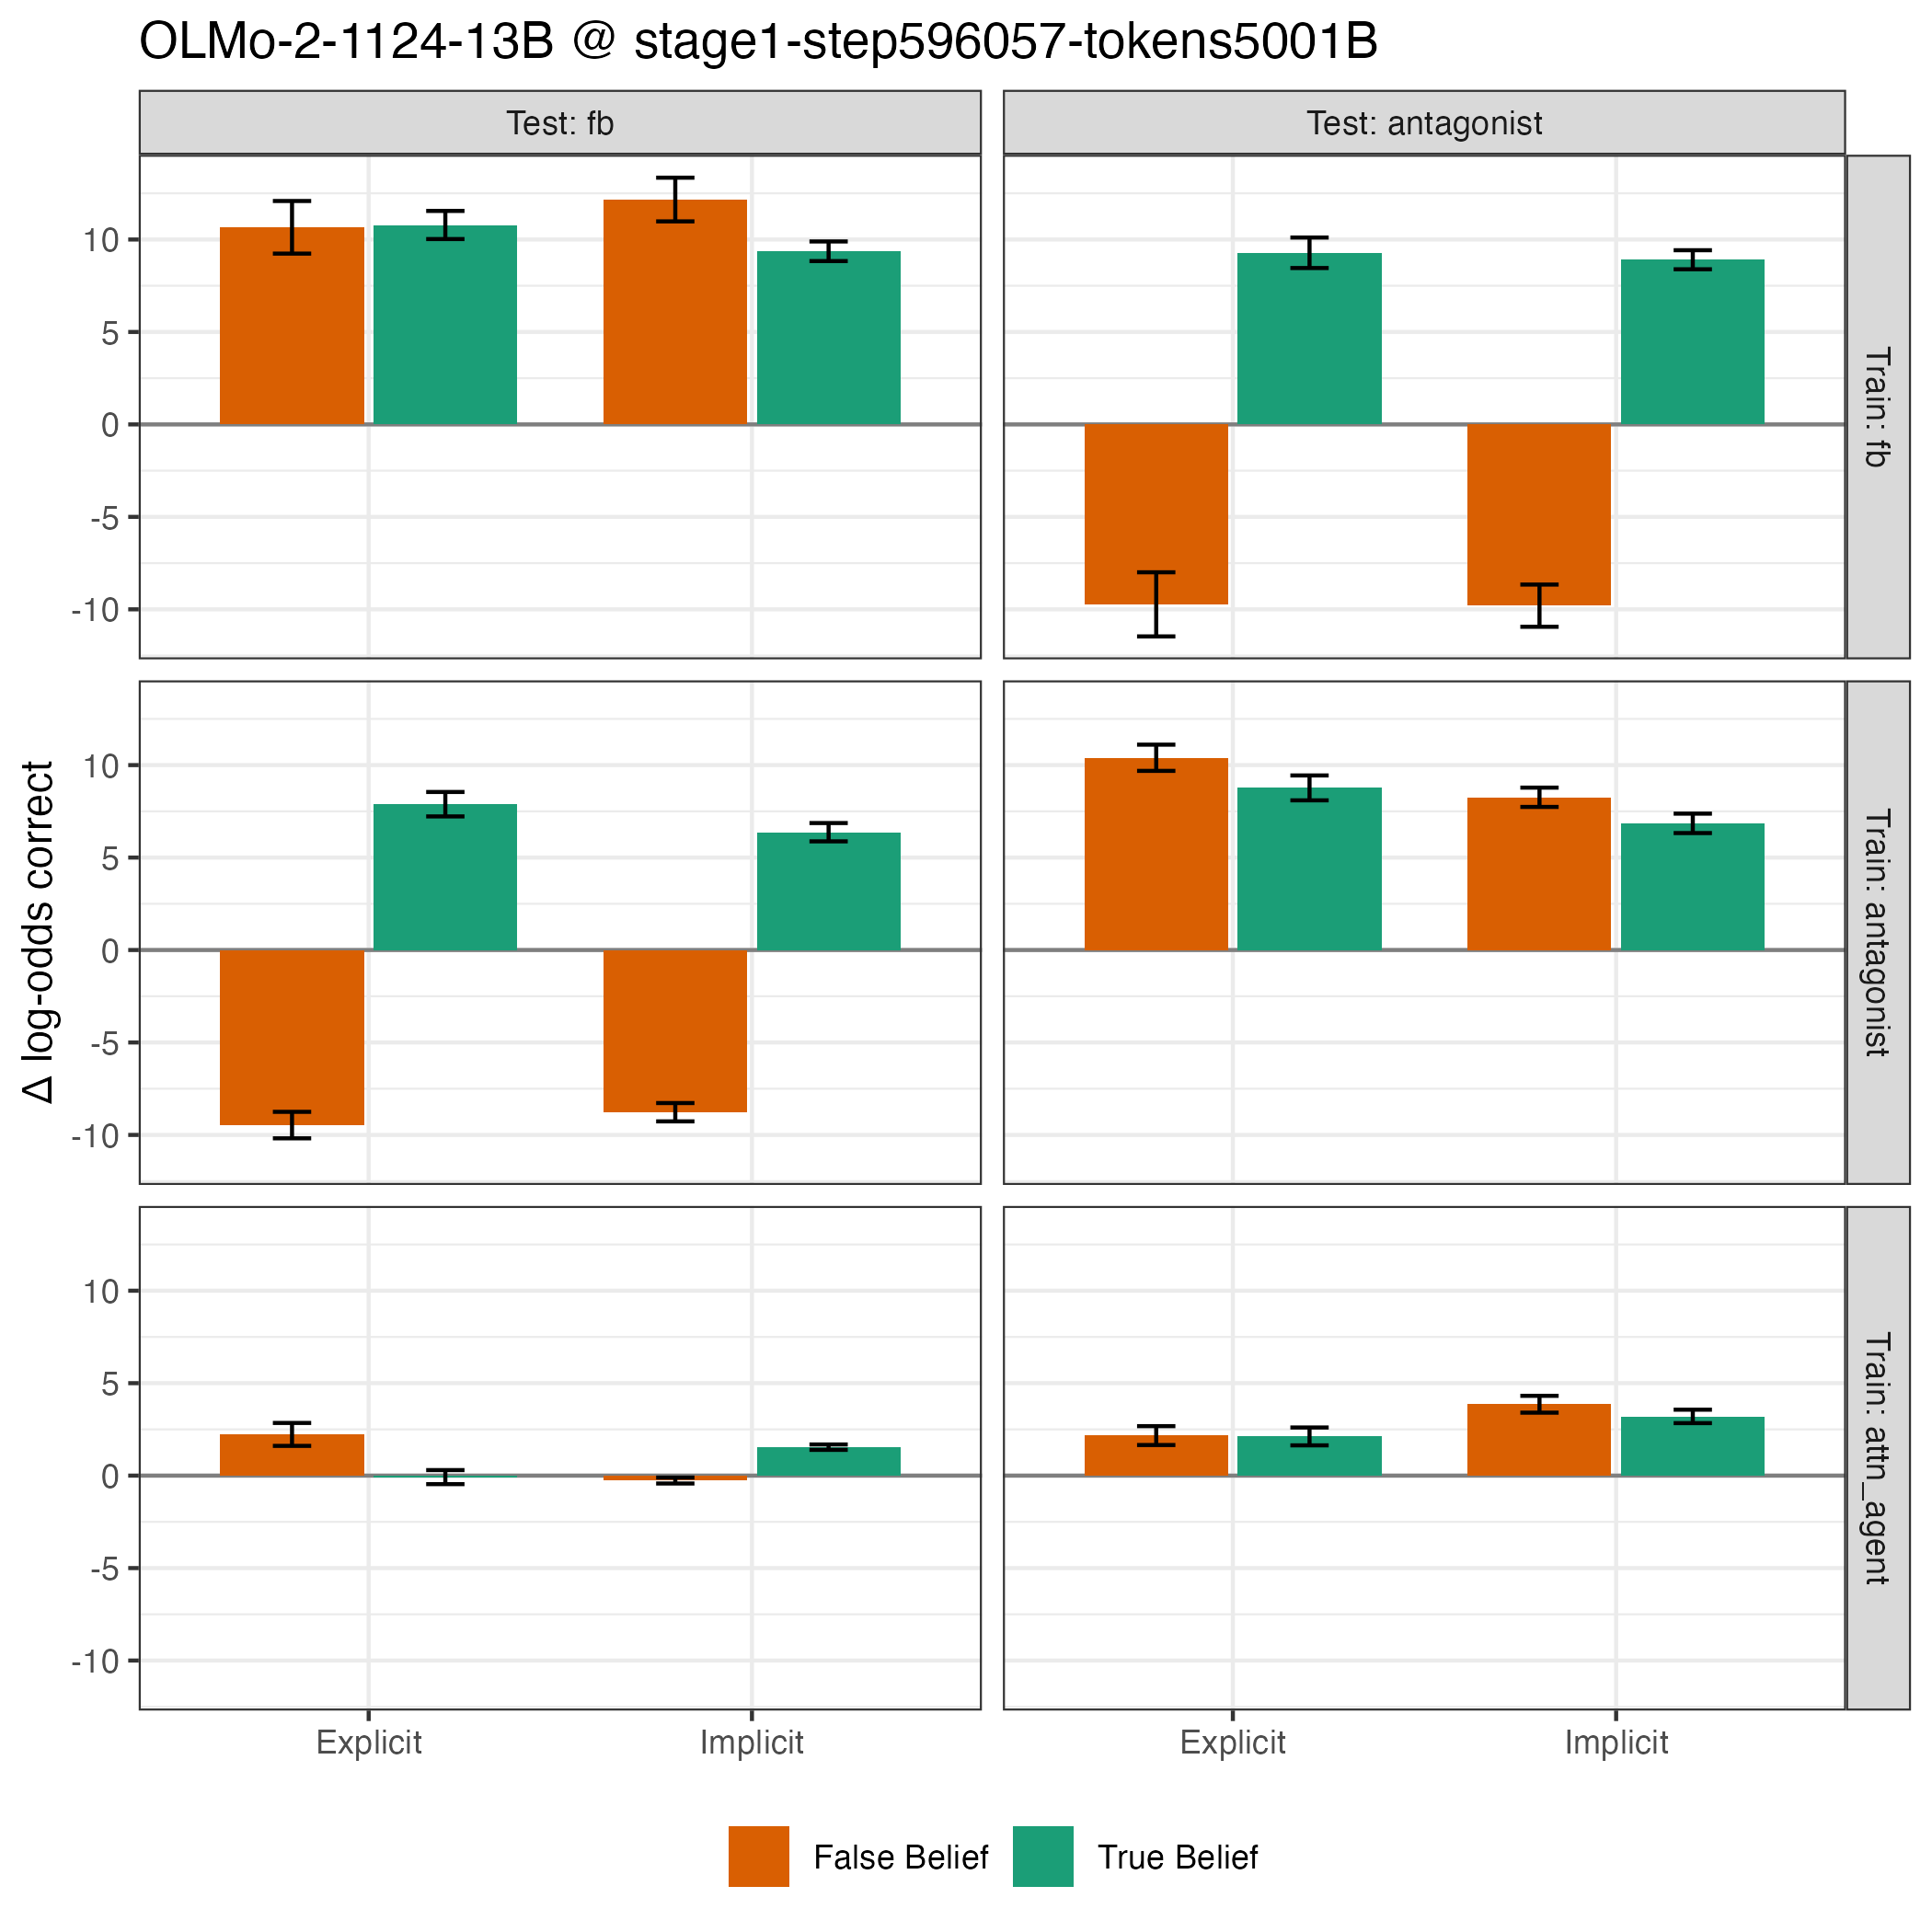 OLMo-2-1124-13B @ stage1-step596057-tokens5001B
Test: fb
Test: antagonist
10
5
0
-5
-10
Train: fb
Δ log-odds correct
10
5
0
-5
-10
Train: antagonist
10
5
0
-5
-10
Train: attn_agent
Explicit
Implicit
Explicit
Implicit
False Belief
True Belief